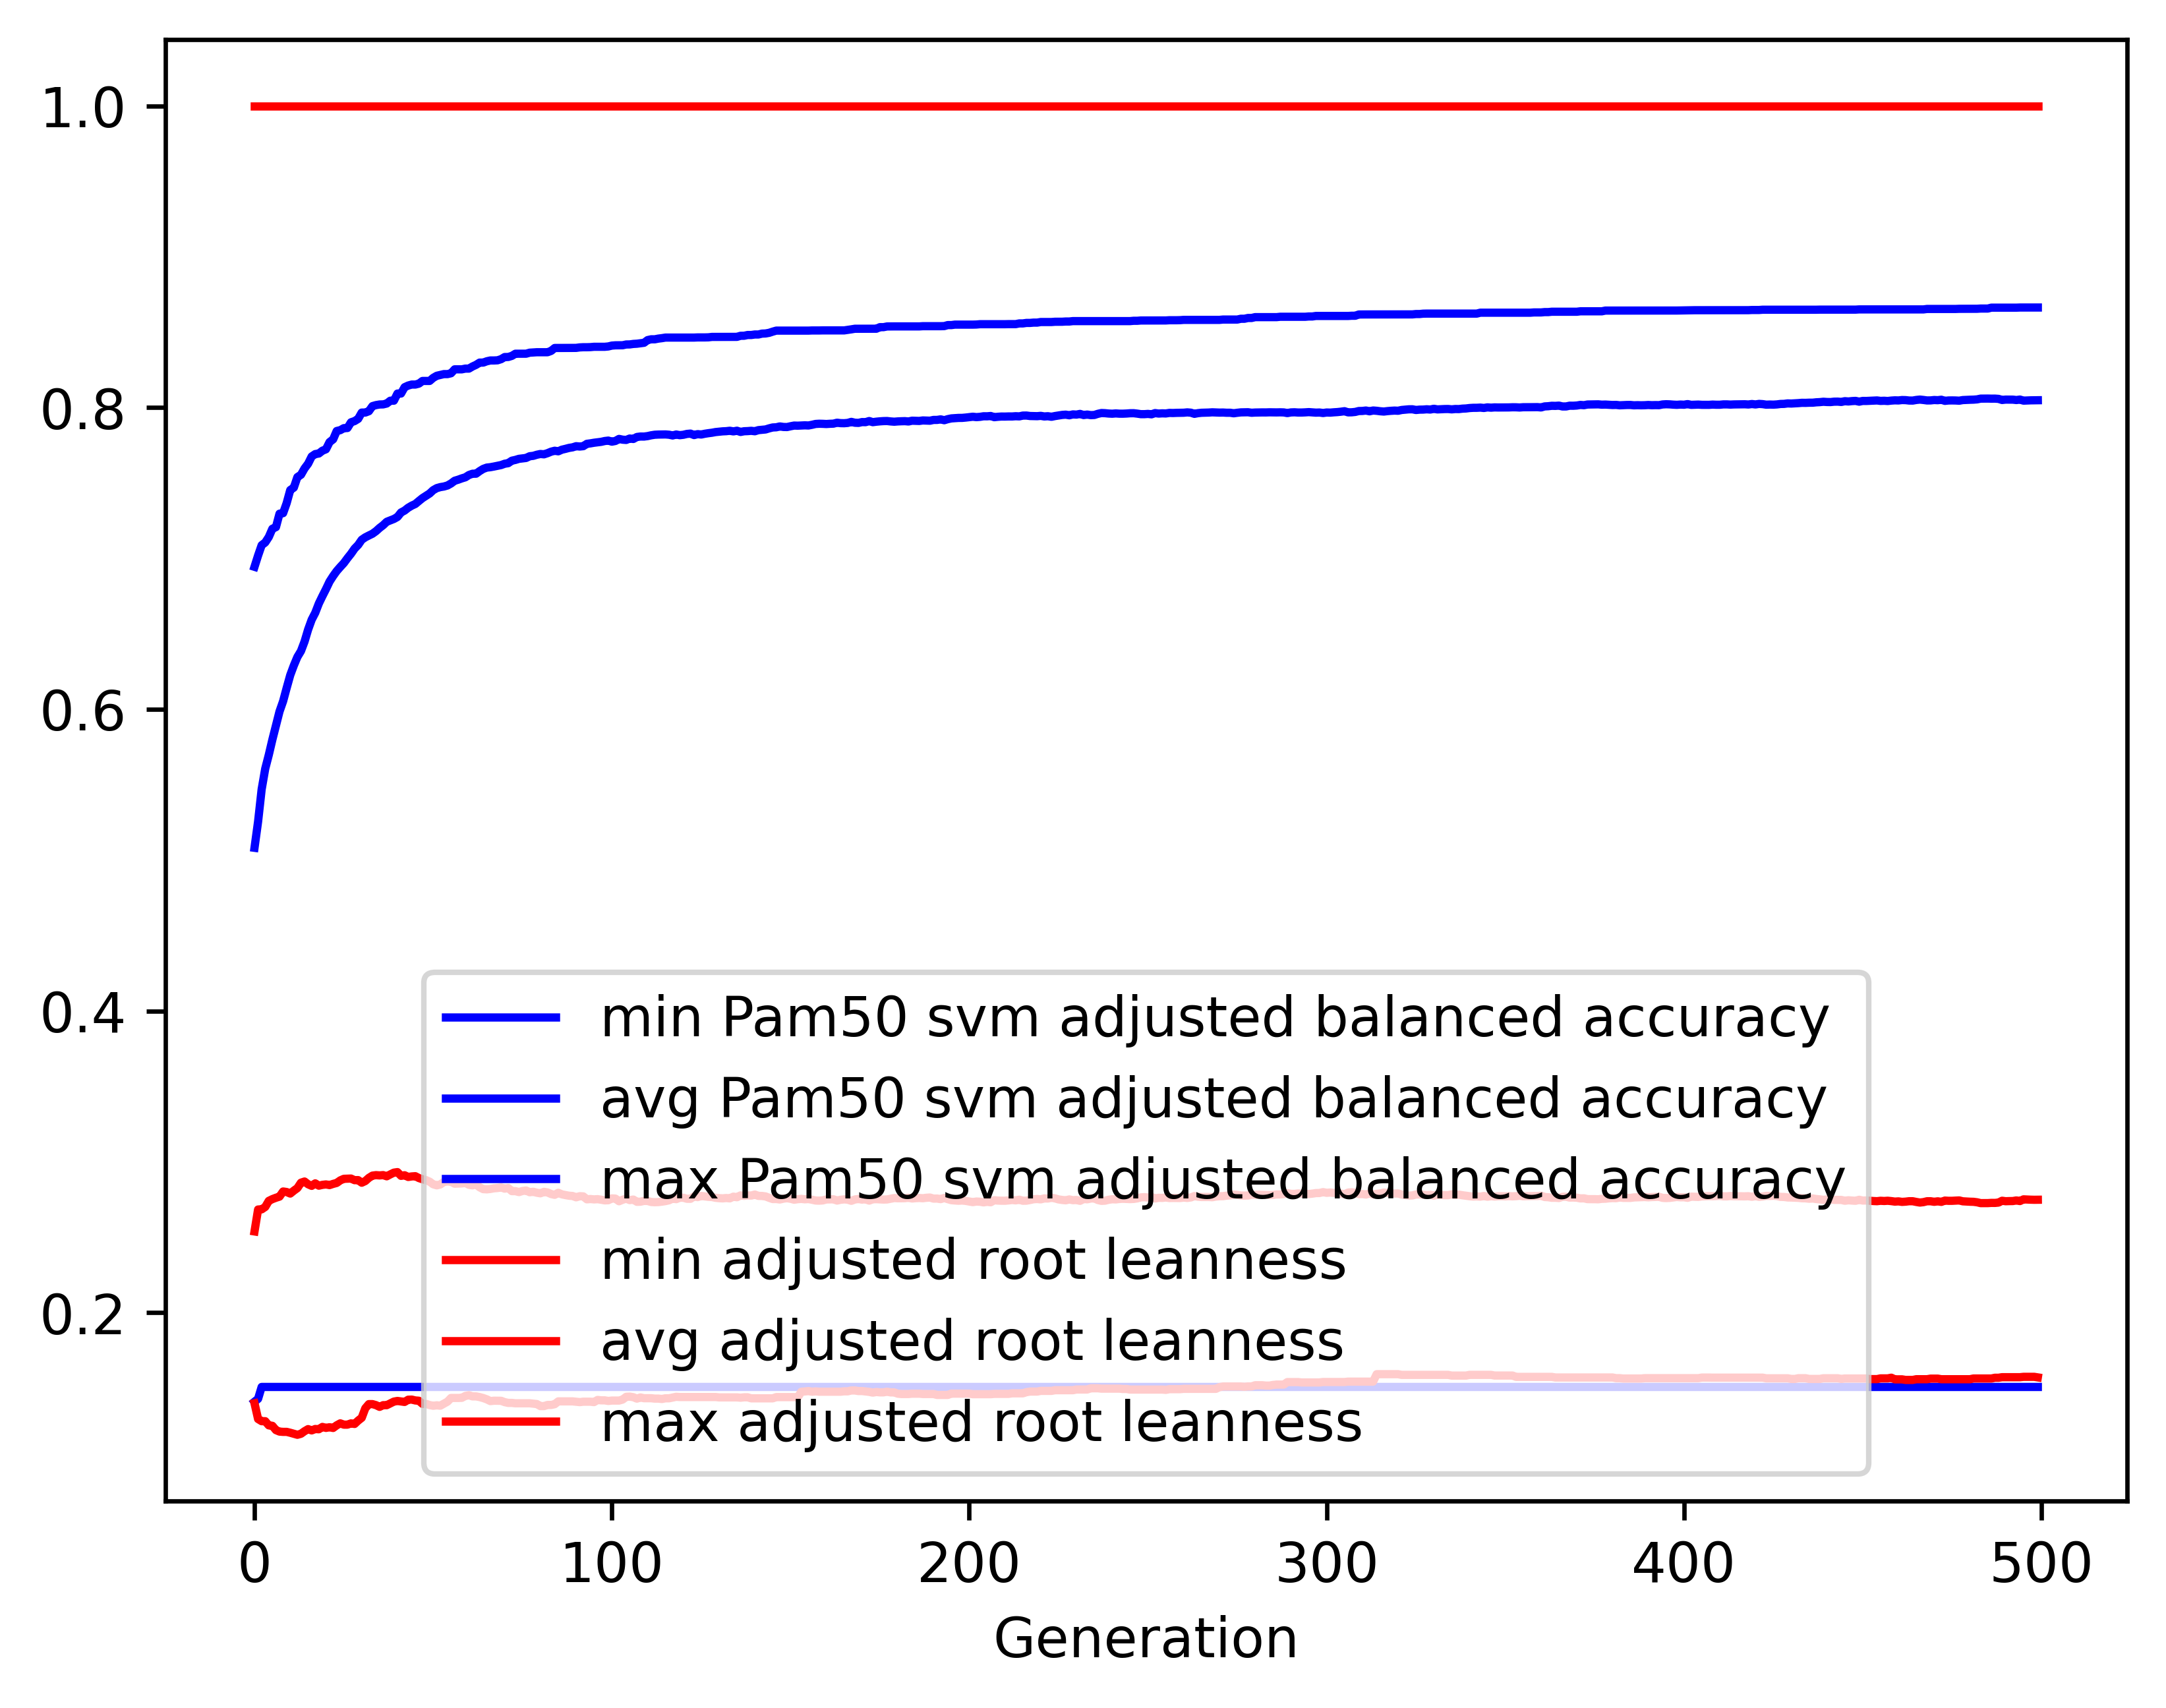 1.0
0.8
0.6
0.4
0.2
min Pam50 svm adjusted balanced accuracy
avg Pam50 svm adjusted balanced accuracy
max Pam50 svm adjusted balanced accuracy
min adjusted root leanness
avg adjusted root leanness
max adjusted root leanness
0 100 200 300 400 500
Generation